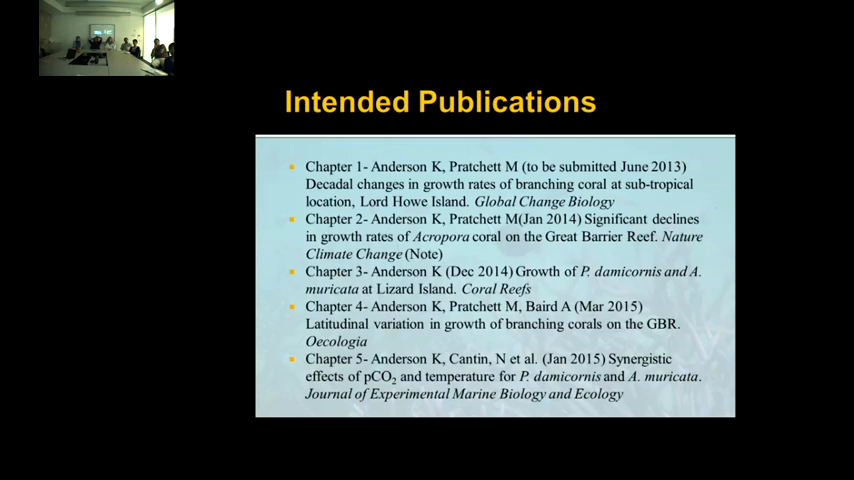 Intended Publications
Chapter 1- Anderson K, Pratchett M (to be submitted June 2013)
Decadal changes in growth rates of branching coral at sub-tropical
location, Lord Howe Island. Global Change Biology
Chapter 2- Anderson K, Pratchett M(Jan 2014) Significant declines
in growth rates of Acropora coral on the Great Barrier Reef. Nature
Climate Change (Note)
Chapter 3- Anderson K (Dec 2014) Growth of P. damicornis and A.
muricata at Lizard Island. Coral Reefs
Chapter 4- Anderson K, Pratchett M, Baird A (Mar 2015)
Latitudinal variation in growth of branching corals on the GBR.
Oecologia
Chapter 5- Anderson K, Cantin, N et al. (Jan 2015) Synergistic
effects of pCO₂ and temperature for P. damicornis and A. muricata.
Journal of Experimental Marine Biology and Ecology